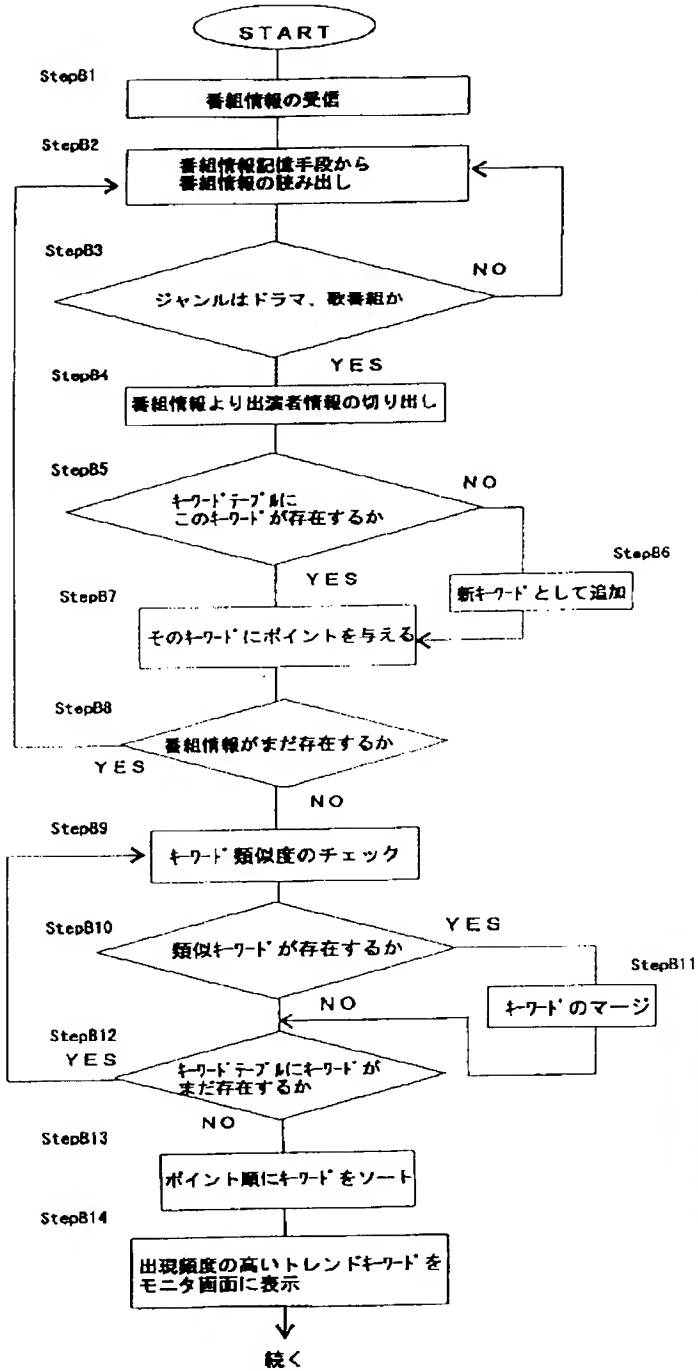 START
StepB1
番組情報の受信
StepB2
番組情報記憶手段から
番組情報の読み出し
StepB3
NO
ジャンルはドラマ、歌番組か
YES
StepB4
番組情報より出演者情報の切り出し
StepB5
NO
キーワードテーブルに
このキーワードが存在するか
StepB6
YES
新キーワードとして追加
StepB7
そのキーワードにポイントを与える
StepB8
番組情報がまだ存在するか
YES
NO
StepB9
キーワード類似度のチェック
YES
StepB10
類似キーワードが存在するか
StepB11
NO
キーワードのマージ
StepB12
YES
キーワードテーブルにキーワードが
まだ存在するか
NO
StepB13
ポイント順にキーワードをソート
StepB14
出現頻度の高いトレンドキーワードを
モニタ画面に表示
続く